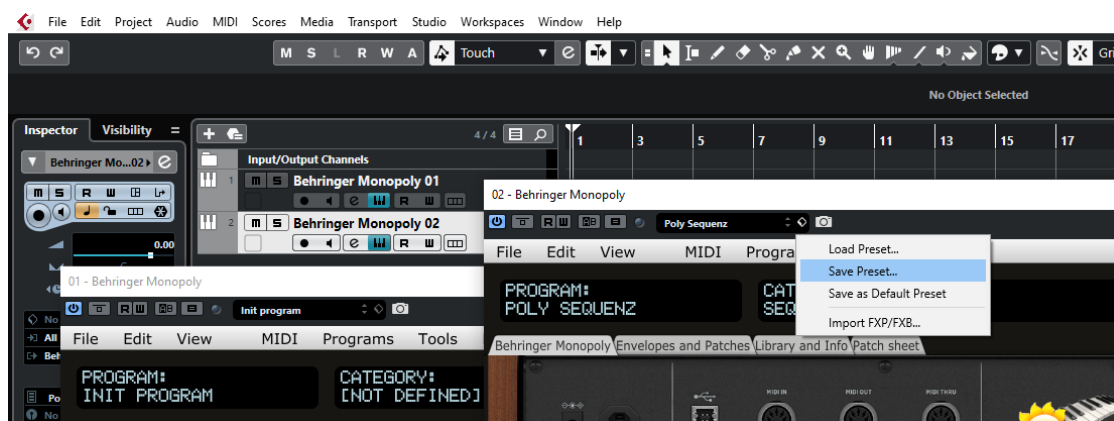 File Edit Project Audio MIDI Scores Media Transport Studio Workspaces Window Help
M S L R W A Touch
No Object Selected
Inspector Visibility
4/4 1 3 5 7 9 11 13 15 17
Behringer Mo...02
Input/Output Channels
m S R W
1 m S Behringer Monopoly 01
R W
2 m S Behringer Monopoly 02
R W
0.00
02 - Behringer Monopoly
Poly Sequenz
File Edit View MIDI
PROGRAM:
POLY SEQUENZ
Load Preset...
Save Preset...
Save as Default Preset
Import FXP/FXB...
Behringer Monopoly Envelopes and Patches Library and Info Patch sheet
MIDI IN MIDI OUT MIDI THRU
01 - Behringer Monopoly
Init program
File Edit View MIDI Programs Tools
PROGRAM:
INIT PROGRAM
CATEGORY:
[NOT DEFINED]
No
All
No